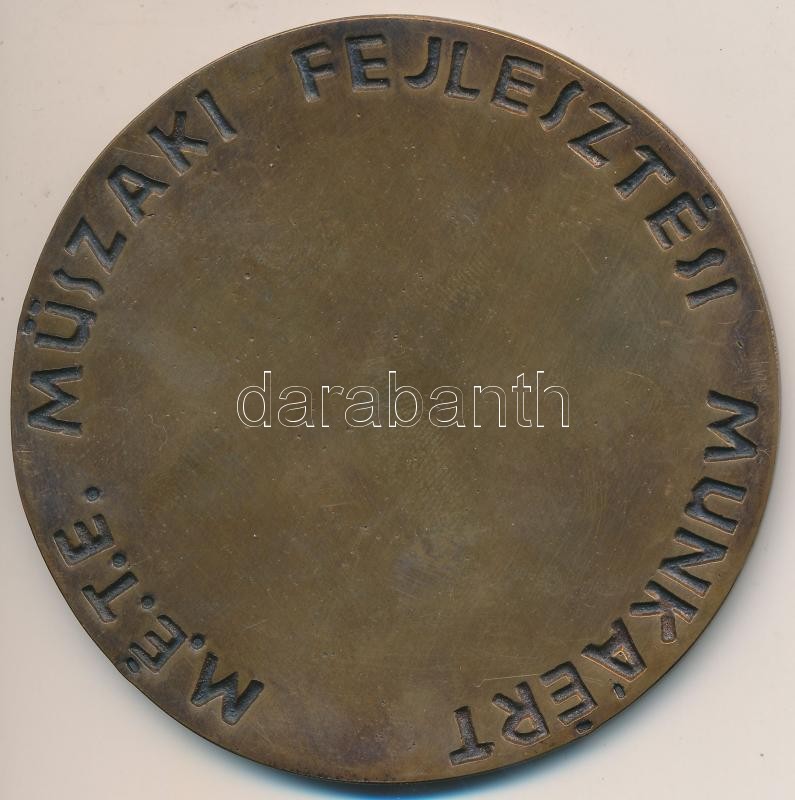 M.É.T.E. MŰSZAKI FEJLESZTÉSI MUNKÁÉRT
darabanth